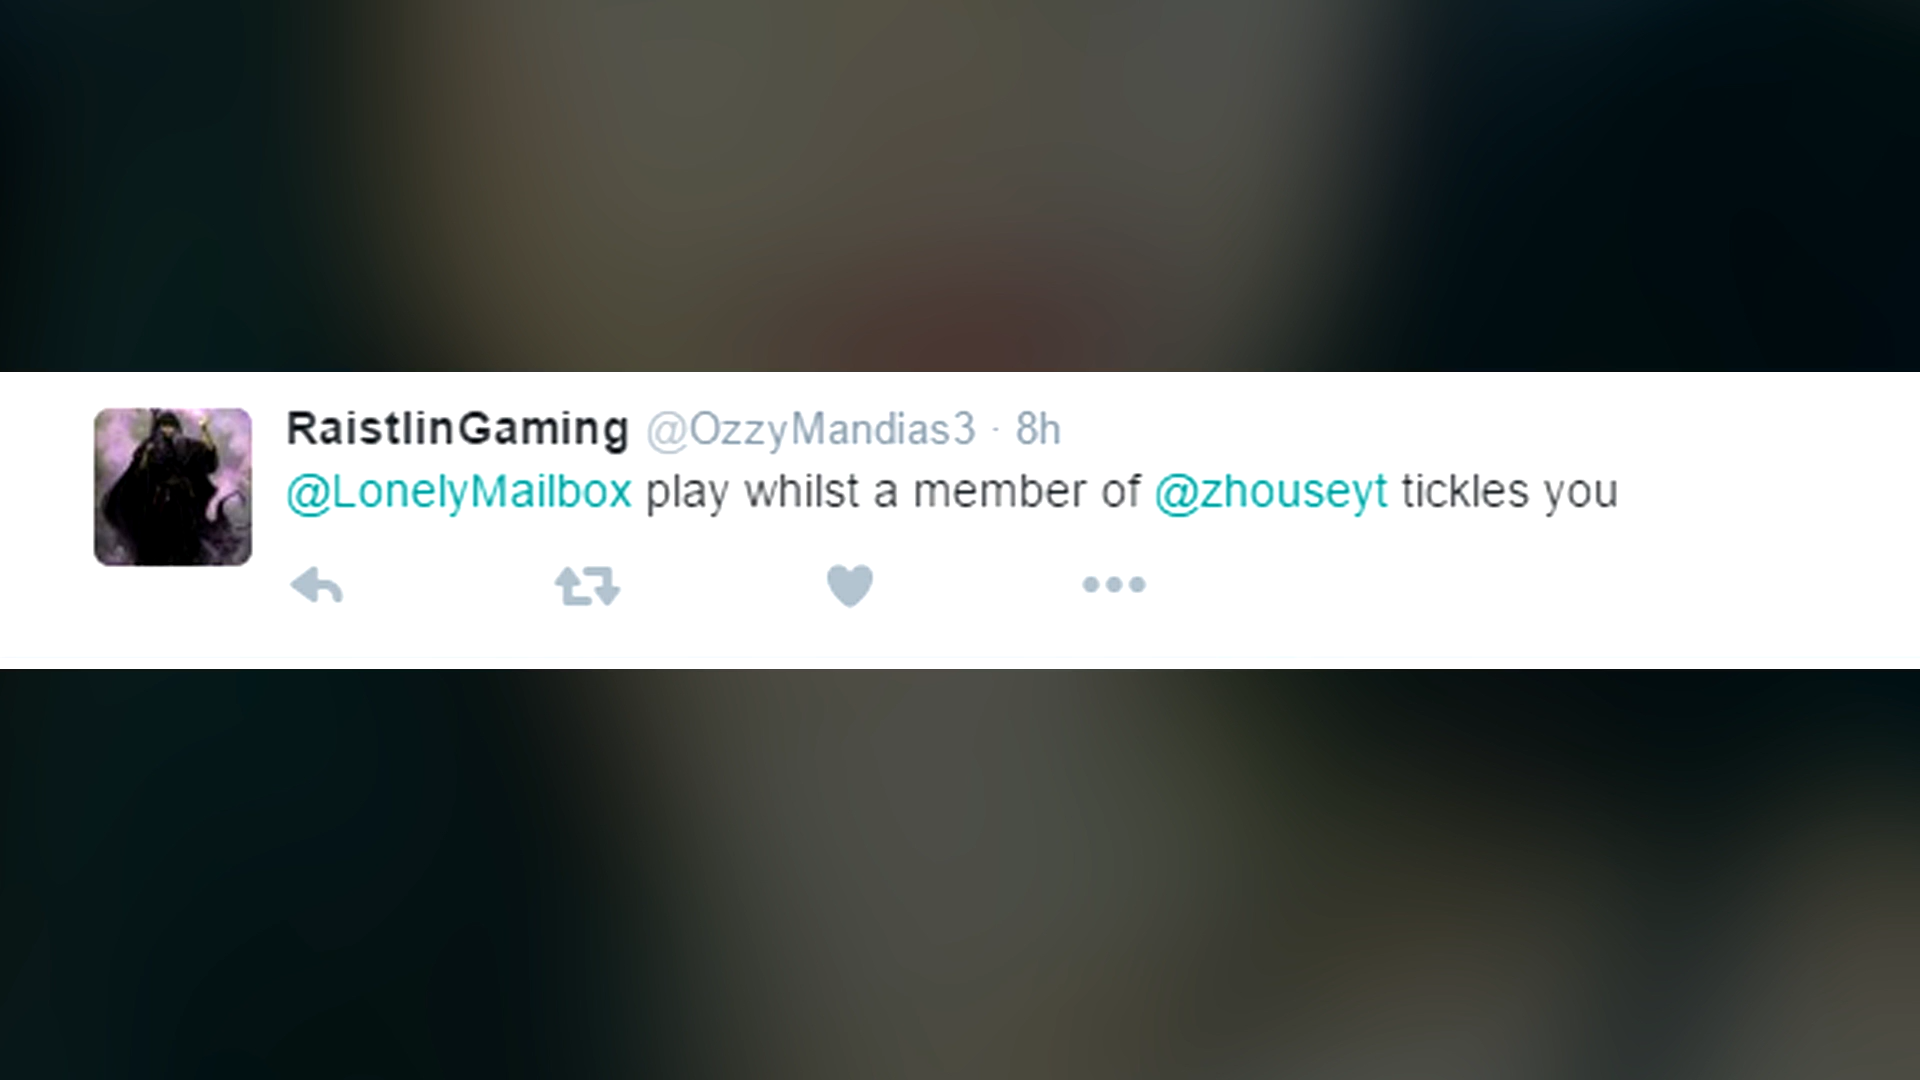 RaistlinGaming @OzzyMandias3 · 8h
@LonelyMailbox play whilst a member of @zhouseyt tickles you